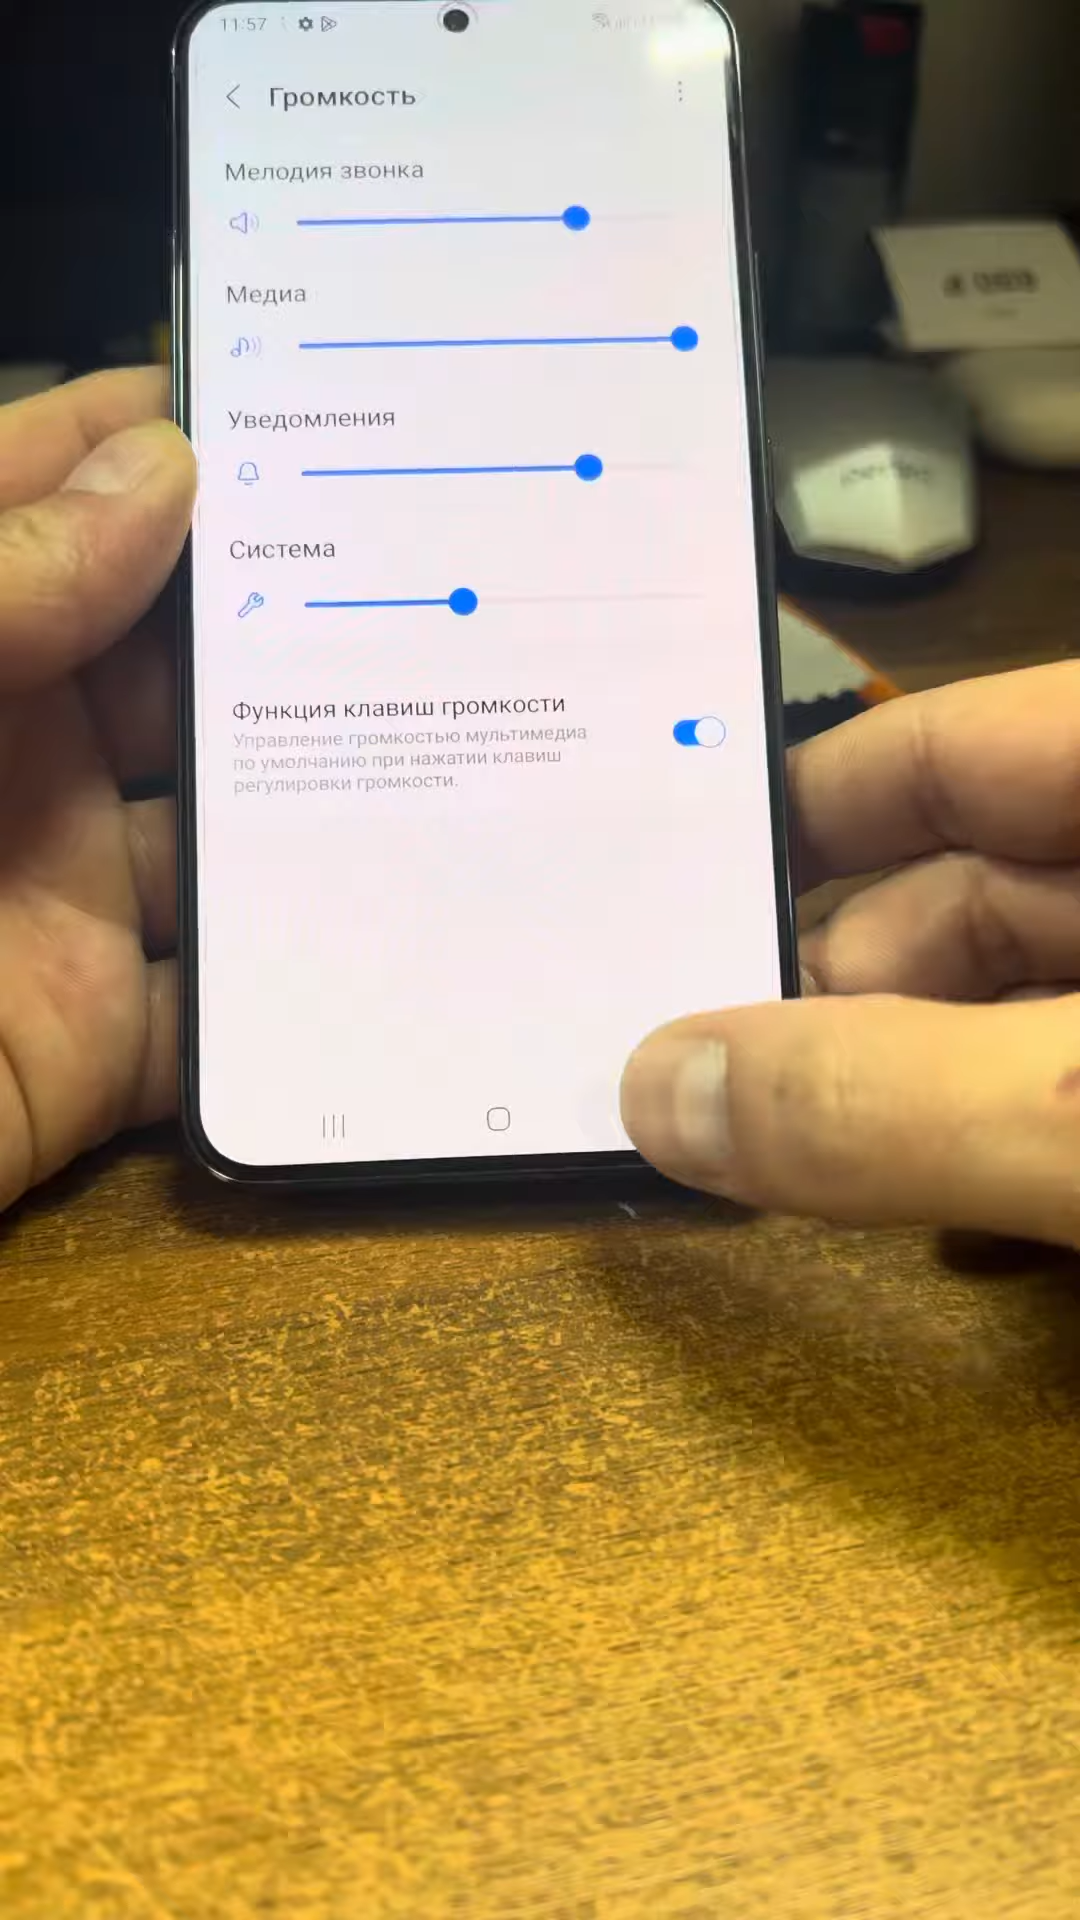 11:57
Громкость
Мелодия звонка
Медиа
Уведомления
Система
Функция клавиш громкости
Управление громкостью мультимедиа
по умолчанию при нажатии клавиш
регулировки громкости.